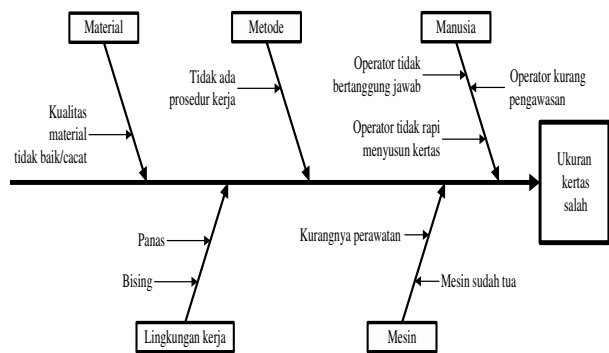 Material
Metode
Manusia
Kualitas
material
tidak baik/cacat
Tidak ada
prosedur kerja
Operator tidak
bertanggung jawab
Operator kurang
pengawasan
Operator tidak rapi
menyusun kertas
Ukuran
kertas
salah
Panas
Bising
Kurangnya perawatan
Mesin sudah tua
Lingkungan kerja
Mesin